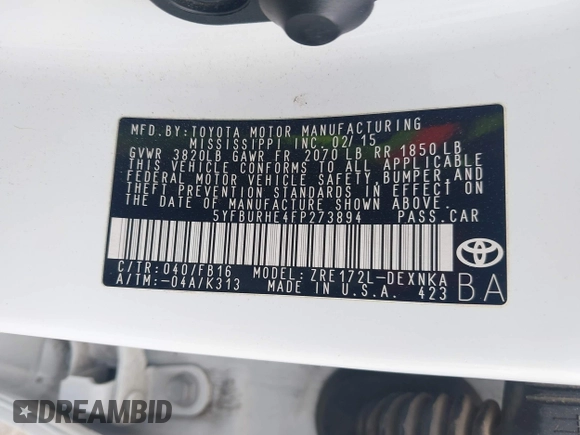 MFD.BY:TOYOTA MOTOR MANUFACTURING
MISSISSIPPI INC. 02/15
GVWR 3820LB GAWR FR 2070 LB RR 1850 LB
THIS VEHICLE CONFORMS TO ALL APPLICABLE
FEDERAL MOTOR VEHICLE SAFETY, BUMPER, AND
THEFT PREVENTION STANDARDS IN EFFECT ON
THE DATE OF MANUFACTURE SHOWN ABOVE.
5YFBURHE4FP273894 PASS.CAR
C/TR:040/FB16 MODEL:ZRE172L-DEXNKA
A/TM:-04A/K313 MADE IN U.S.A. 423
BA
DREAMBID